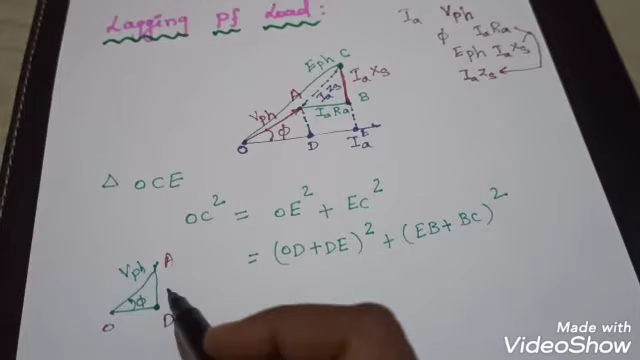 Lagging Pf Load:
Ia Vph
ϕ IaRa
Eph IaXs
IaZs
Eph C
IaXs
A
IaZs
B
Vph
IaRa
ϕ
O D E
Ia
Δ OCE
OC² = OE² + EC²
= (OD+DE)² + (EB+BC)²
Vph A
ϕ
O D
Made with
VideoShow